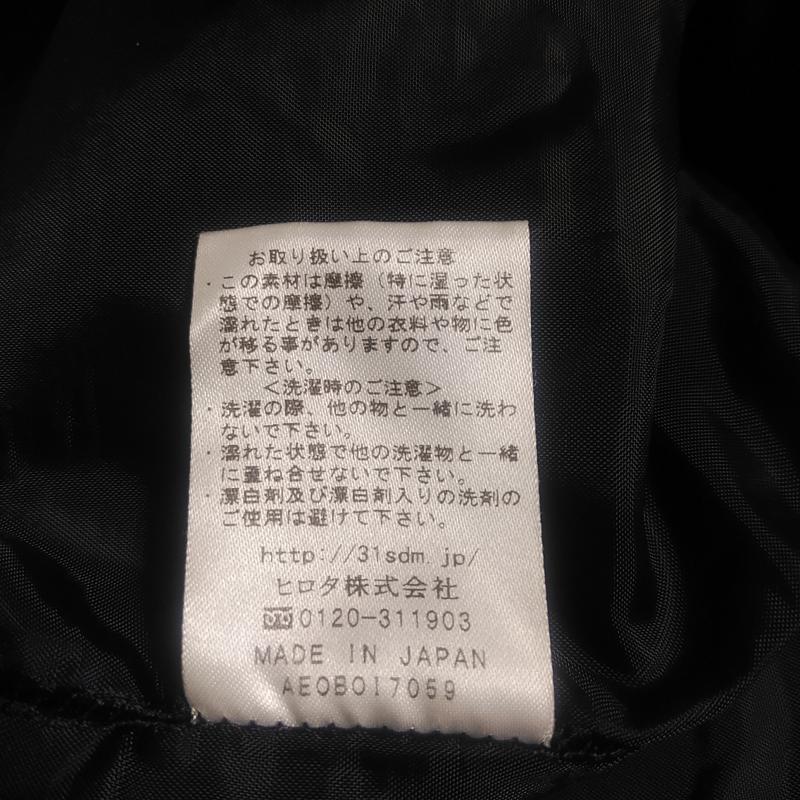 お取り扱い上のご注意
・この素材は摩擦（特に湿った状
態での摩擦）や、汗や雨などで
濡れたときは他の衣料や物に色
が移る事がありますので、ご注
意下さい。
＜洗濯時のご注意＞
・洗濯の際、他の物と一緒に洗わ
ないで下さい。
・濡れた状態で他の洗濯物と一緒
に重ね合せないで下さい。
・漂白剤及び漂白剤入りの洗剤の
ご使用は避けて下さい。
http://31sdm.jp/
ヒロタ株式会社
0120-311903
MADE IN JAPAN
AEOBOI7059